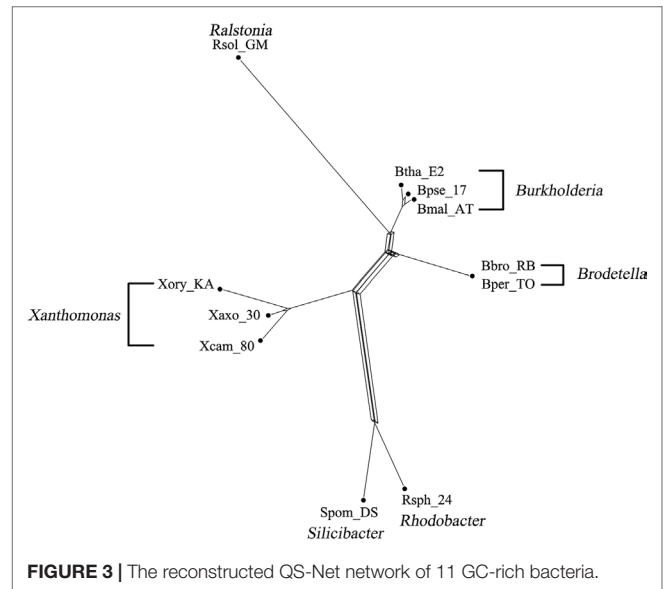 Ralstonia
Rsol_GM
Btha_E2
Bpse_17
Bmal_AT
Burkholderia
Bbro_RB
Bper_TO
Brodetella
Xory_KA
Xaxo_30
Xcam_80
Xanthomonas
Rsph_24
Rhodobacter
Spom_DS
Silicibacter
FIGURE 3 | The reconstructed QS-Net network of 11 GC-rich bacteria.